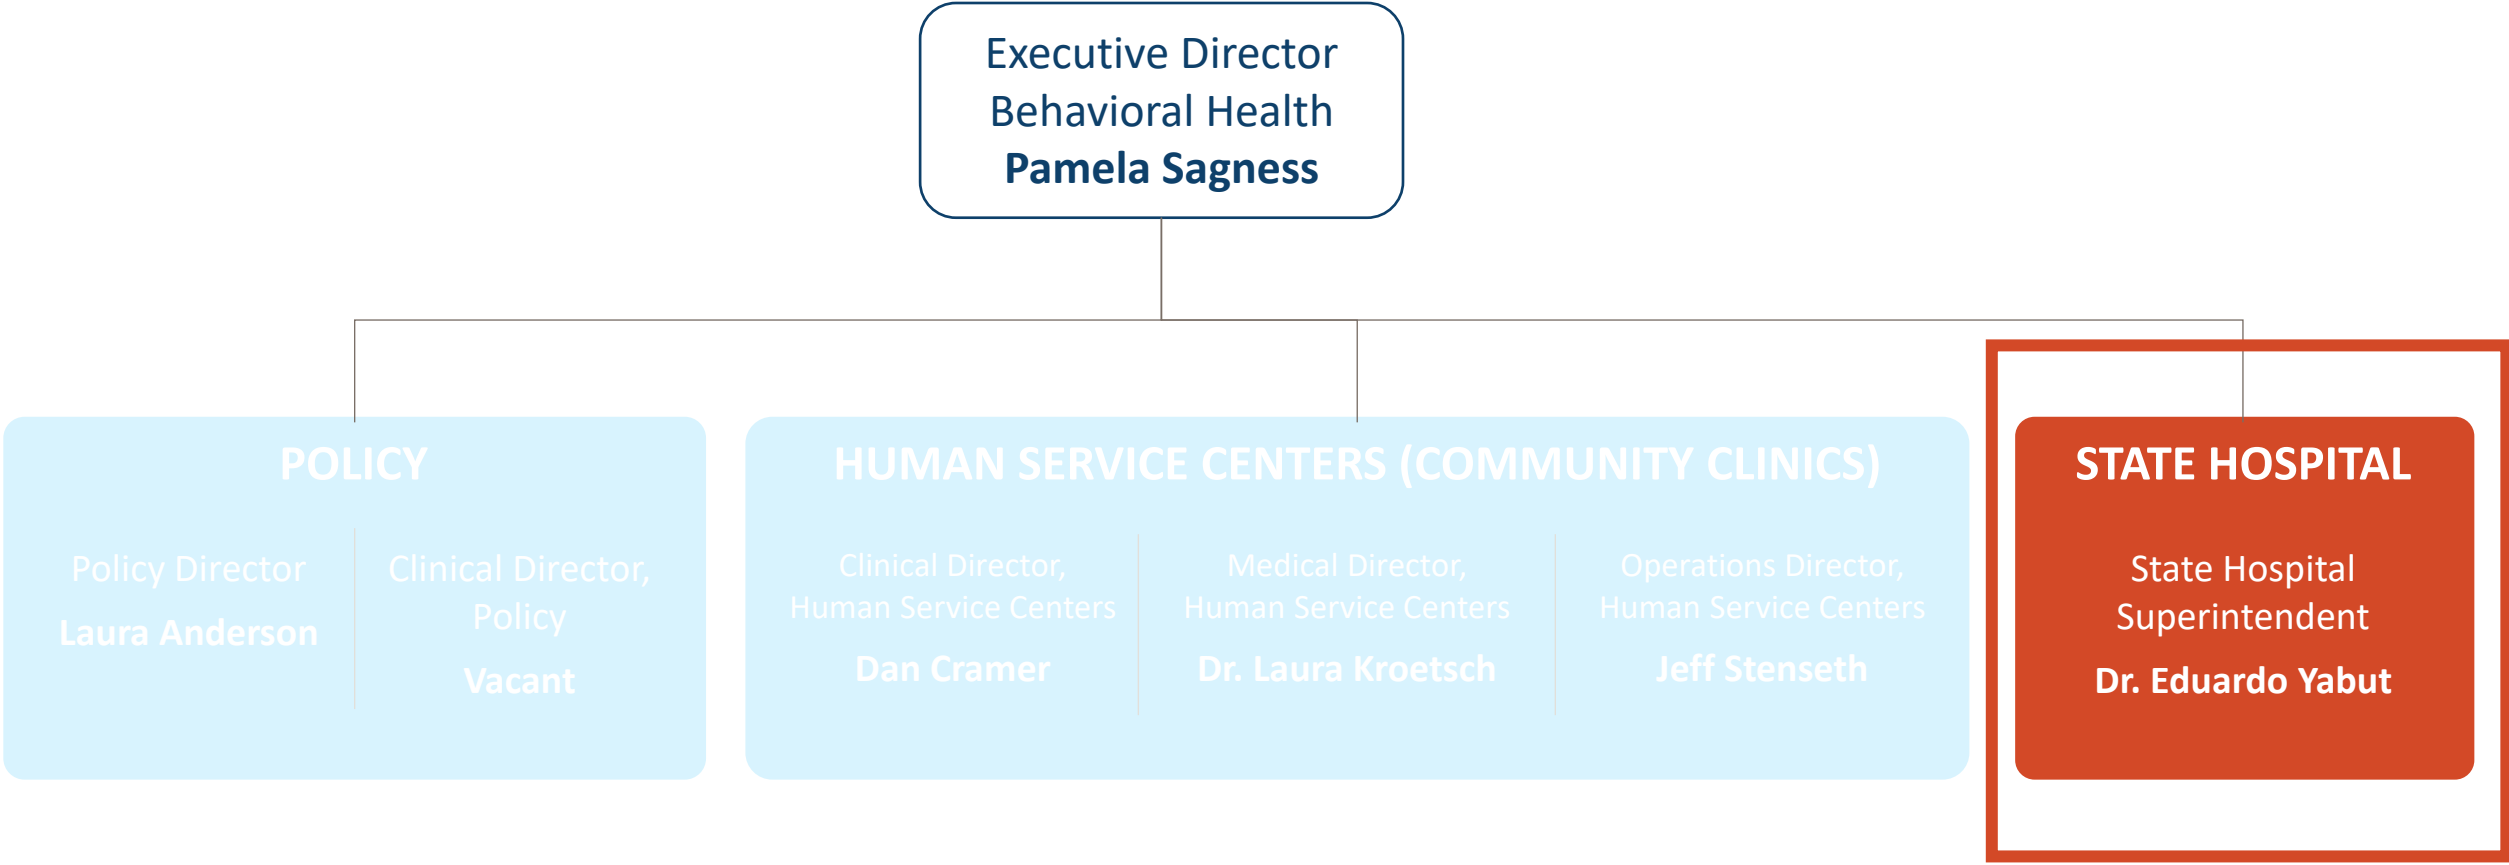 Executive Director
Behavioral Health
Pamela Sagness
POLICY
Policy Director
Laura Anderson
Clinical Director,
Policy
Vacant
HUMAN SERVICE CENTERS (COMMUNITY CLINICS)
Clinical Director,
Human Service Centers
Dan Cramer
Medical Director,
Human Service Centers
Dr. Laura Kroetsch
Operations Director,
Human Service Centers
Jeff Stenseth
STATE HOSPITAL
State Hospital
Superintendent
Dr. Eduardo Yabut